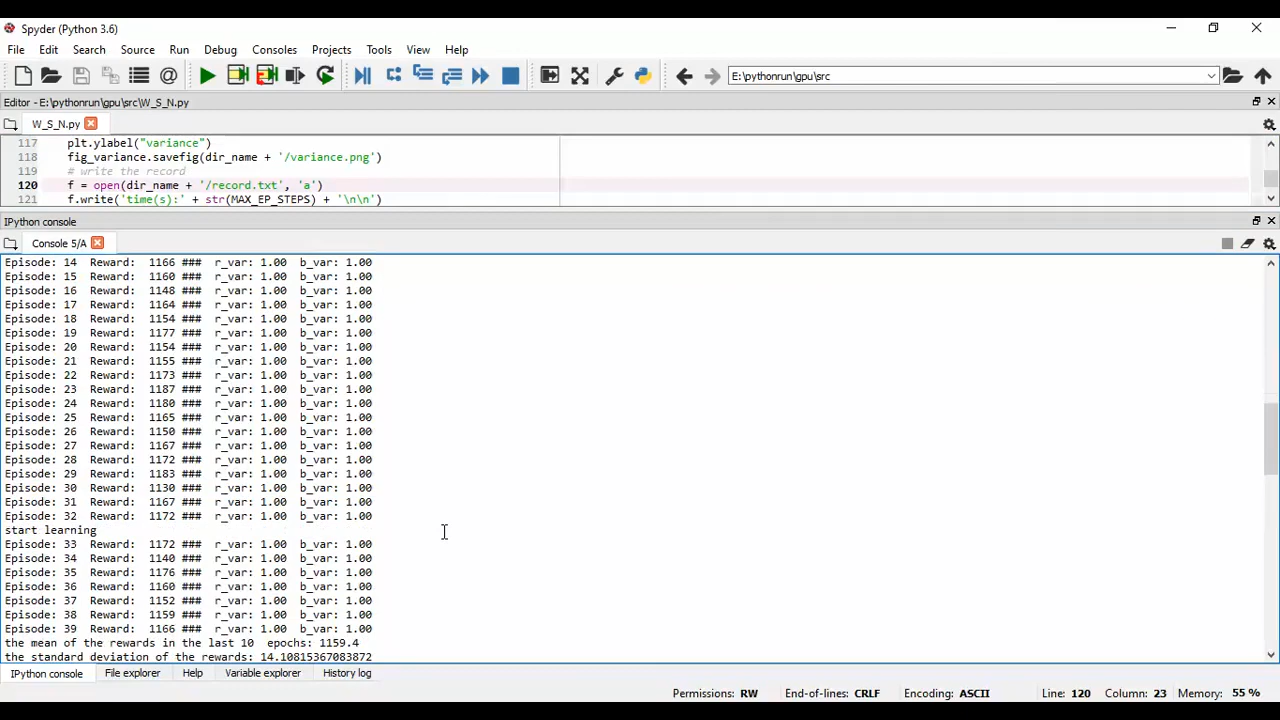 Spyder (Python 3.6)
File Edit Search Source Run Debug Consoles Projects Tools View Help
E:\pythonrun\gpu\src
Editor - E:\pythonrun\gpu\src\W_S_N.py
W_S_N.py
117 plt.ylabel("variance")
118 fig_variance.savefig(dir_name + '/variance.png')
119 # write the record
120 f = open(dir_name + '/record.txt', 'a')
121 f.write('time(s):' + str(MAX_EP_STEPS) + '\n\n')
IPython console
Console 5/A
Episode: 14 Reward: 1166 ### r_var: 1.00 b_var: 1.00
Episode: 15 Reward: 1160 ### r_var: 1.00 b_var: 1.00
Episode: 16 Reward: 1148 ### r_var: 1.00 b_var: 1.00
Episode: 17 Reward: 1164 ### r_var: 1.00 b_var: 1.00
Episode: 18 Reward: 1154 ### r_var: 1.00 b_var: 1.00
Episode: 19 Reward: 1177 ### r_var: 1.00 b_var: 1.00
Episode: 20 Reward: 1154 ### r_var: 1.00 b_var: 1.00
Episode: 21 Reward: 1155 ### r_var: 1.00 b_var: 1.00
Episode: 22 Reward: 1173 ### r_var: 1.00 b_var: 1.00
Episode: 23 Reward: 1187 ### r_var: 1.00 b_var: 1.00
Episode: 24 Reward: 1180 ### r_var: 1.00 b_var: 1.00
Episode: 25 Reward: 1165 ### r_var: 1.00 b_var: 1.00
Episode: 26 Reward: 1150 ### r_var: 1.00 b_var: 1.00
Episode: 27 Reward: 1167 ### r_var: 1.00 b_var: 1.00
Episode: 28 Reward: 1172 ### r_var: 1.00 b_var: 1.00
Episode: 29 Reward: 1183 ### r_var: 1.00 b_var: 1.00
Episode: 30 Reward: 1130 ### r_var: 1.00 b_var: 1.00
Episode: 31 Reward: 1167 ### r_var: 1.00 b_var: 1.00
Episode: 32 Reward: 1172 ### r_var: 1.00 b_var: 1.00
start learning
Episode: 33 Reward: 1172 ### r_var: 1.00 b_var: 1.00
Episode: 34 Reward: 1140 ### r_var: 1.00 b_var: 1.00
Episode: 35 Reward: 1176 ### r_var: 1.00 b_var: 1.00
Episode: 36 Reward: 1160 ### r_var: 1.00 b_var: 1.00
Episode: 37 Reward: 1152 ### r_var: 1.00 b_var: 1.00
Episode: 38 Reward: 1159 ### r_var: 1.00 b_var: 1.00
Episode: 39 Reward: 1166 ### r_var: 1.00 b_var: 1.00
the mean of the rewards in the last 10 epochs: 1159.4
the standard deviation of the rewards: 14.10815367083872
IPython console File explorer Help Variable explorer History log
Permissions: RW End-of-lines: CRLF Encoding: ASCII Line: 120 Column: 23 Memory: 55 %